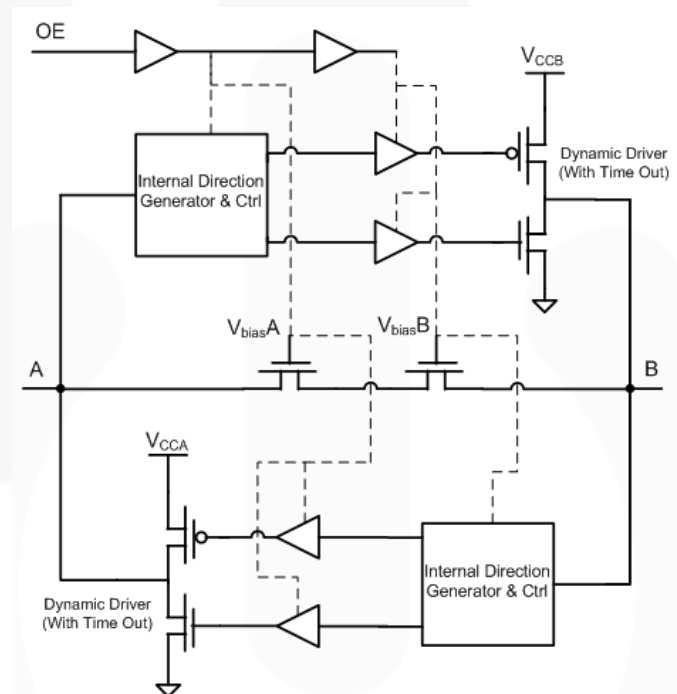 OE
VCCB
Dynamic Driver
(With Time Out)
Internal Direction
Generator & Ctrl
VbiasA
VbiasB
A
B
VCCA
Internal Direction
Generator & Ctrl
Dynamic Driver
(With Time Out)